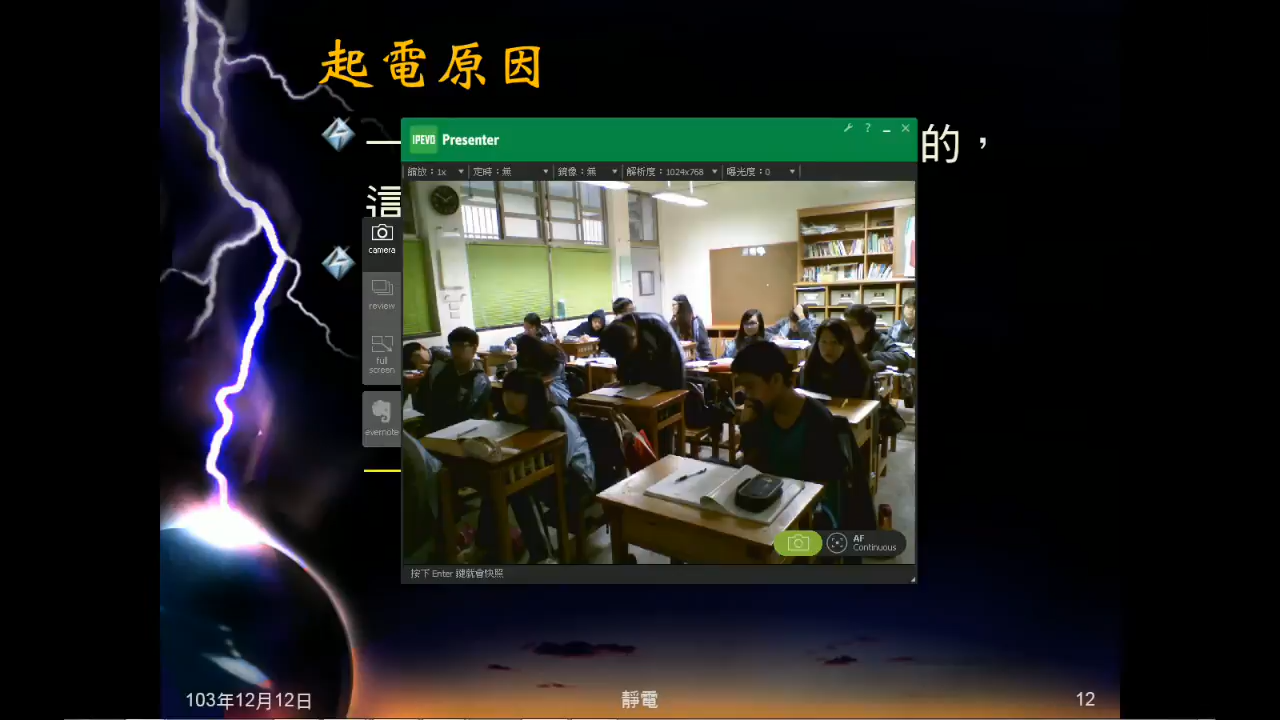 起電原因
一
的，
這
IPEVO Presenter
縮放：1x 定時：無 鏡像：無 解析度：1024x768 曝光度：0
camera
review
full screen
evernote
AF Continuous
按下 Enter 鍵就會快照
103年12月12日
靜電
12